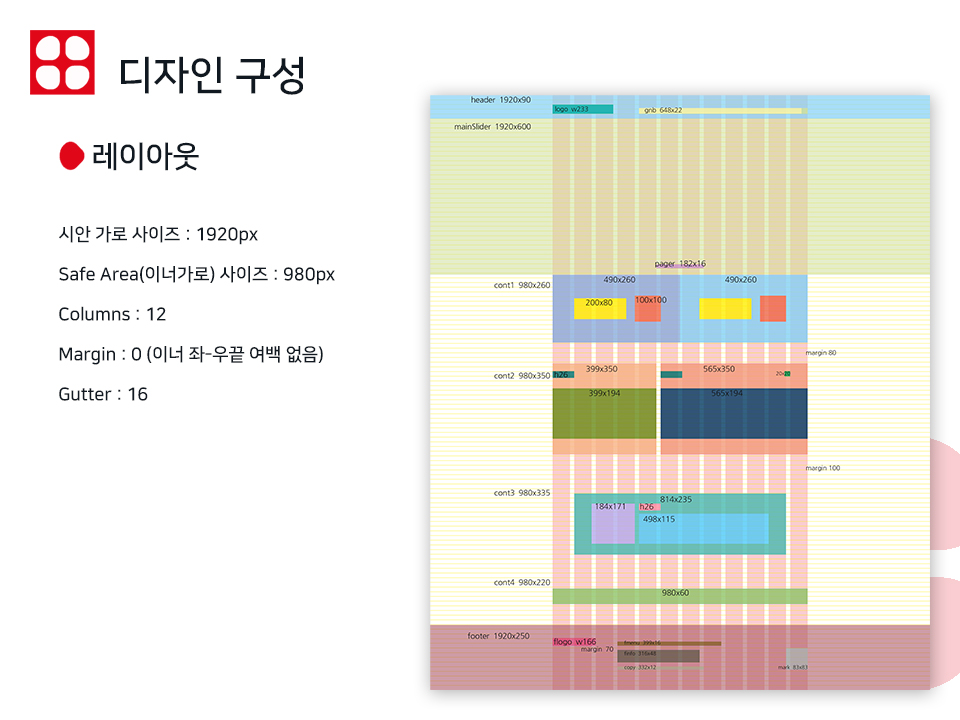 디자인 구성
레이아웃
시안 가로 사이즈 : 1920px
Safe Area(이너가로) 사이즈 : 980px
Columns : 12
Margin : 0 (이너 좌-우끝 여백 없음)
Gutter : 16
header 1920x90
logo w233
gnb 648x22
mainSlider 1920x600
pager 182x16
cont1 980x260
490x260
490x260
200x80
100x100
margin 80
cont2 980x350
h26
399x350
565x350
399x194
565x194
margin 100
cont3 980x335
814x235
184x171
h26
498x115
cont4 980x220
980x60
footer 1920x250
flogo w166
margin 70
fmenu 399x16
finfo 316x48
copy 332x12
mark 83x83